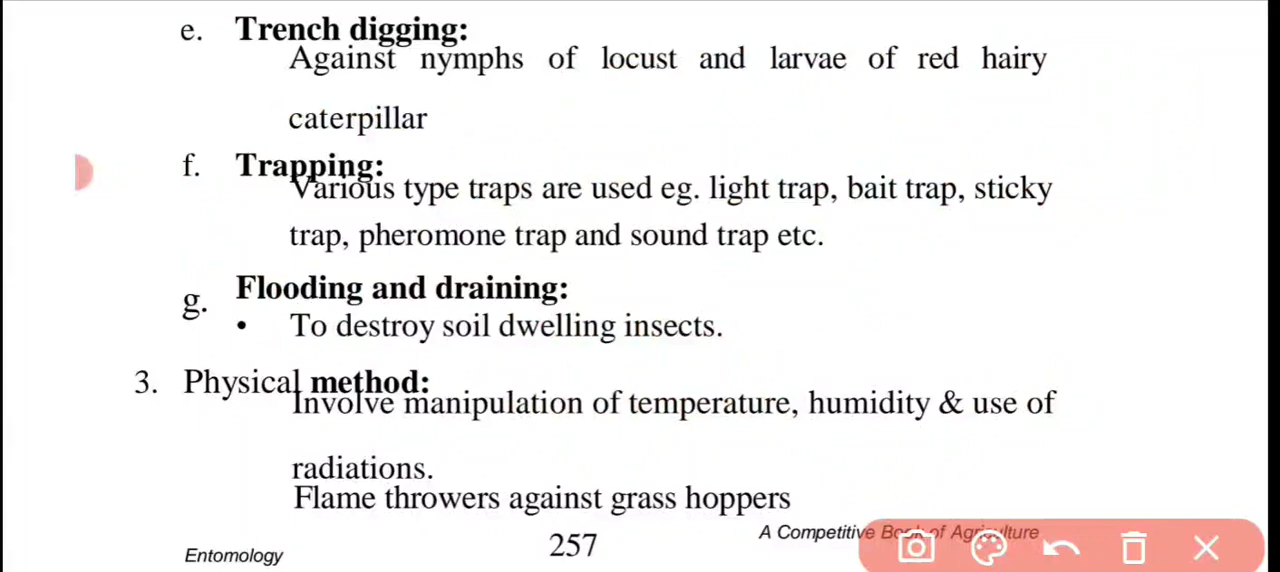 e. Trench digging:
Against nymphs of locust and larvae of red hairy
caterpillar
f. Trapping:
Various type traps are used eg. light trap, bait trap, sticky
trap, pheromone trap and sound trap etc.
g. Flooding and draining:
• To destroy soil dwelling insects.
3. Physical method:
Involve manipulation of temperature, humidity & use of
radiations.
Flame throwers against grass hoppers
A Competitive Book of Agriculture
Entomology 257